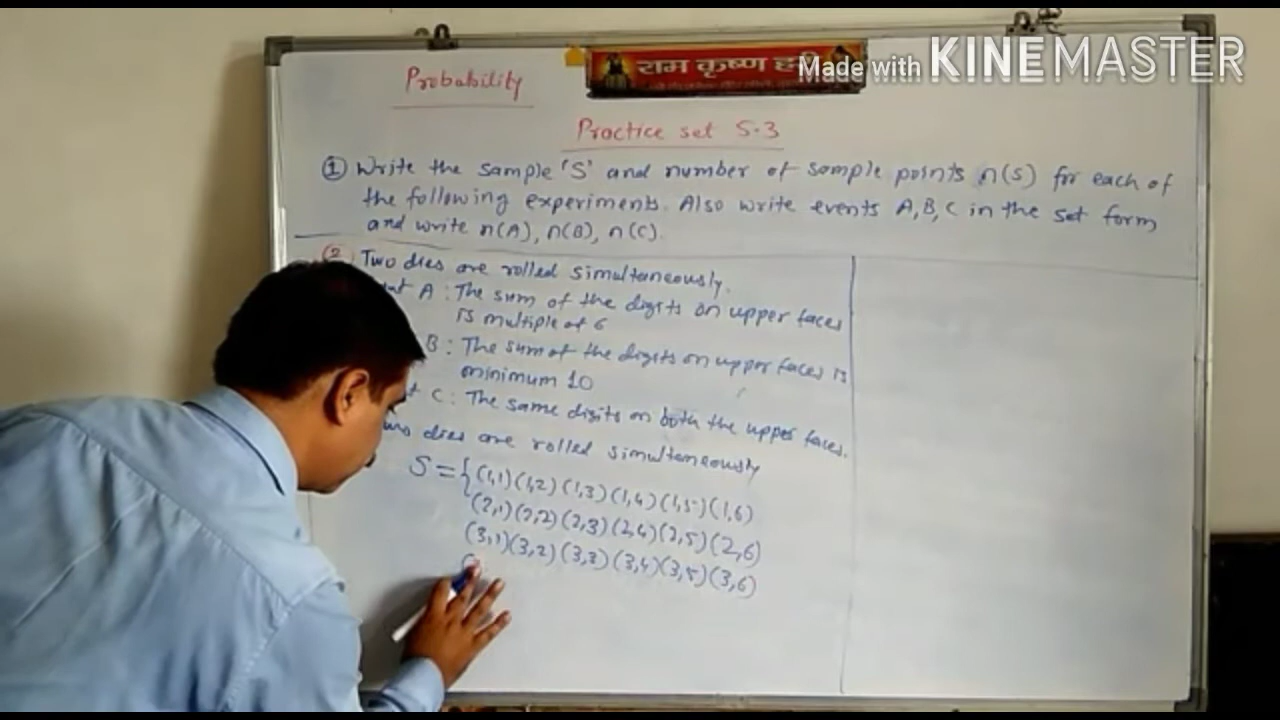 Made with KINEMASTER
राम कृष्ण हरी
Probability
Practice set 5.3
① Write the sample 'S' and number of sample points n(S) for each of
the following experiments. Also write events A,B,C in the set form
and write n(A), n(B), n(C).
(2) Two dies are rolled simultaneously.
A : The sum of the digits on upper faces
is multiple of 6
B : The sum of the digits on upper faces is
minimum 10
C : The same digits on both the upper faces.
dies are rolled simultaneously
S = { (1,1) (1,2) (1,3) (1,4) (1,5) (1,6)
(2,1) (2,2) (2,3) (2,4) (2,5) (2,6)
(3,1) (3,2) (3,3) (3,4) (3,5) (3,6)
(